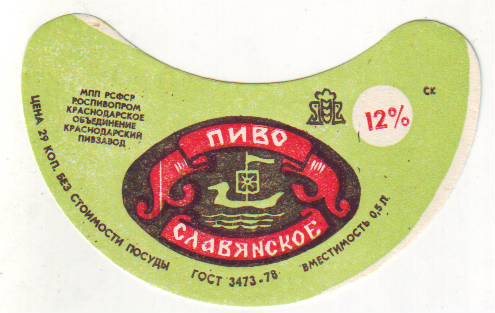 МПП РСФСР
РОСПИВОПРОМ
КРАСНОДАРСКОЕ
ОБЪЕДИНЕНИЕ
КРАСНОДАРСКИЙ
ПИВЗАВОД
12%
СК
ПИВО
СЛАВЯНСКОЕ
ЦЕНА 29 КОП. БЕЗ СТОИМОСТИ ПОСУДЫ
ГОСТ 3473-78
ВМЕСТИМОСТЬ 0,5 Л.